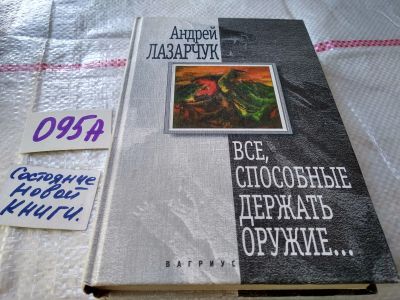 Андрей
ЛАЗАРЧУК
ВСЕ,
СПОСОБНЫЕ
ДЕРЖАТЬ
ОРУЖИЕ...
ВАГРИУС
095А
Состояние
новой
книги.